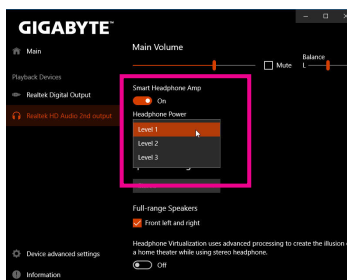 GIGABYTE™
Main
Main Volume
Mute
Balance
L
Playback Devices
Realtek Digital Output
Realtek HD Audio 2nd output
Smart Headphone Amp
On
Headphone Power
Level 1
Level 2
Level 3
Full-range Speakers
Front left and right
Headphone Virtualization uses advanced processing to create the illusion
a home theater while using stereo headphone.
Off
Device advanced settings
Information